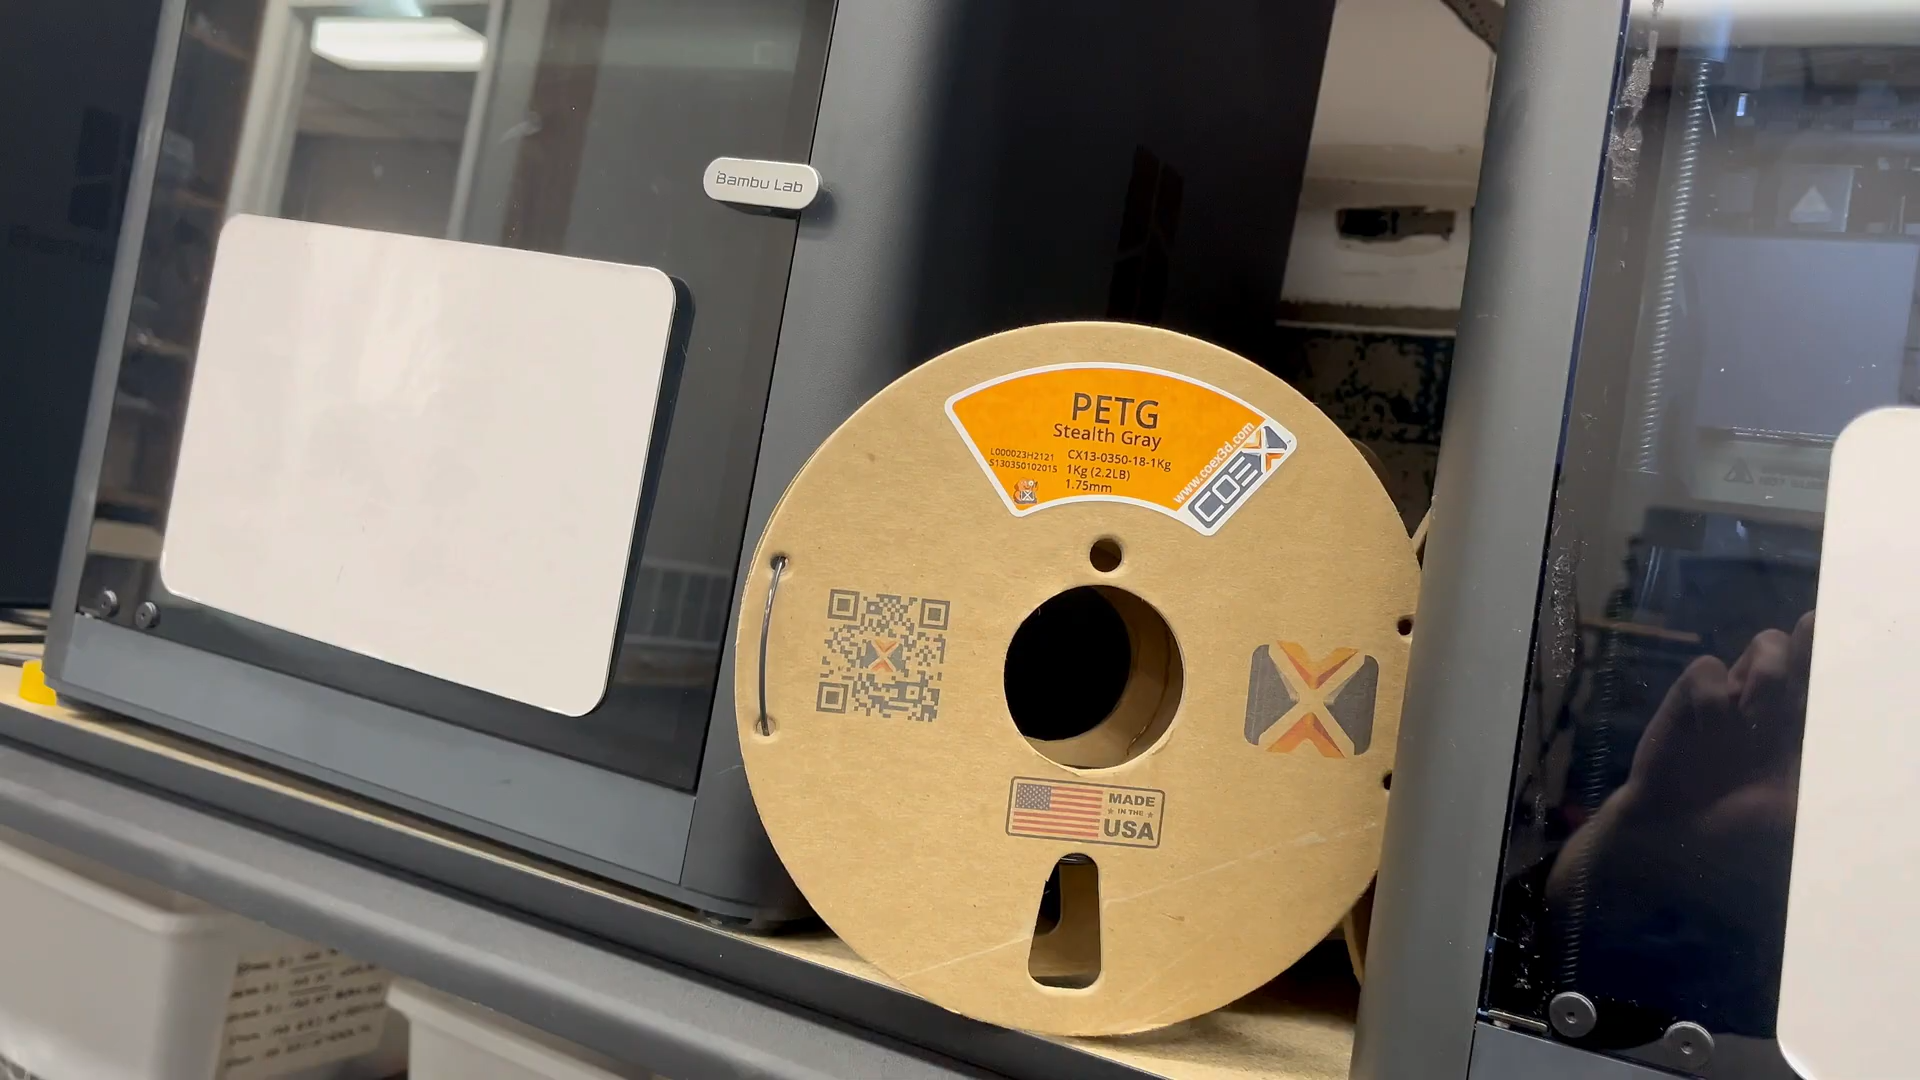 Bambu Lab
PETG
Stealth Gray
L000023H2121
S130350102015
CX13-0350-18-1Kg
1Kg (2.2LB)
1.75mm
www.coex3d.com
COEX
MADE
IN THE
USA